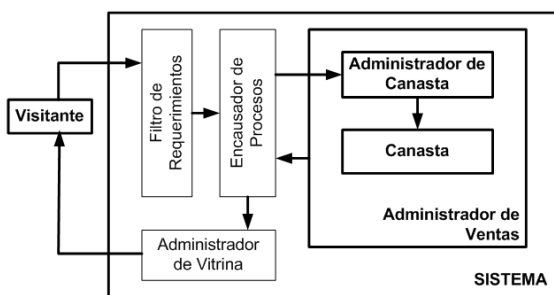 Visitante
Filtro de
Requerimientos
Encausador de
Procesos
Administrador de
Canasta
Canasta
Administrador de
Ventas
Administrador
de Vitrina
SISTEMA